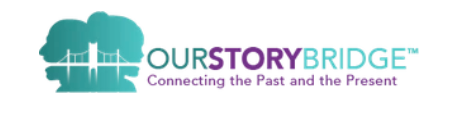 OURSTORYBRIDGE™
Connecting the Past and the Present